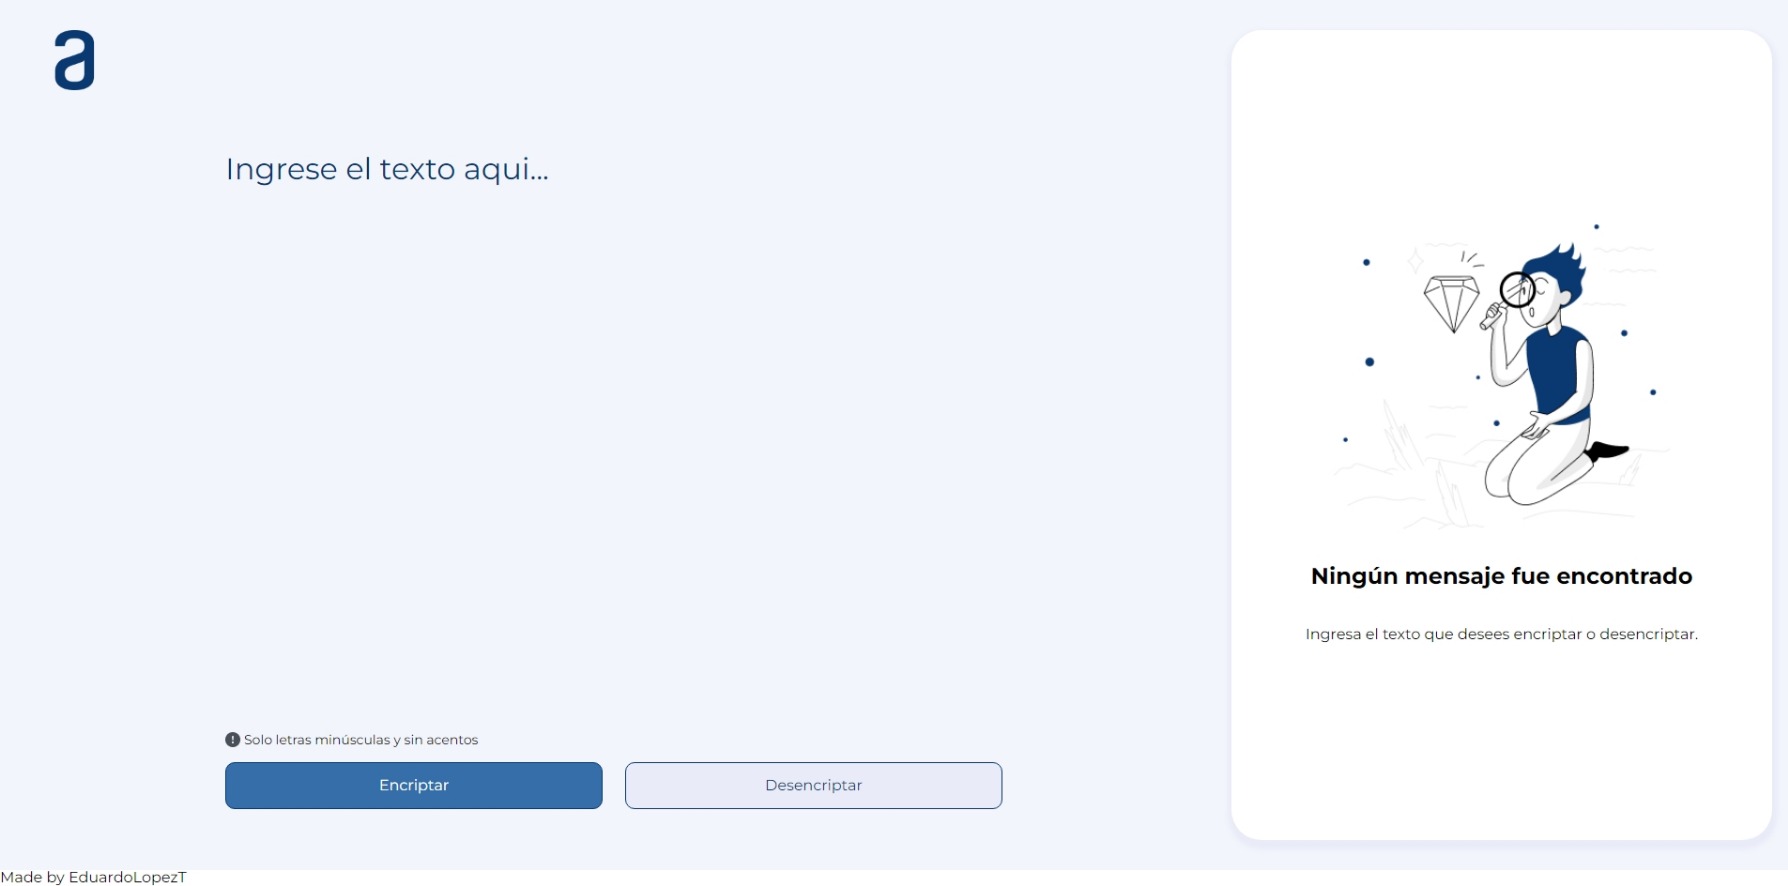 a
Ingrese el texto aqui...
Solo letras minúsculas y sin acentos
Encriptar
Desencriptar
Ningún mensaje fue encontrado
Ingresa el texto que desees encriptar o desencriptar.
Made by EduardoLopezT